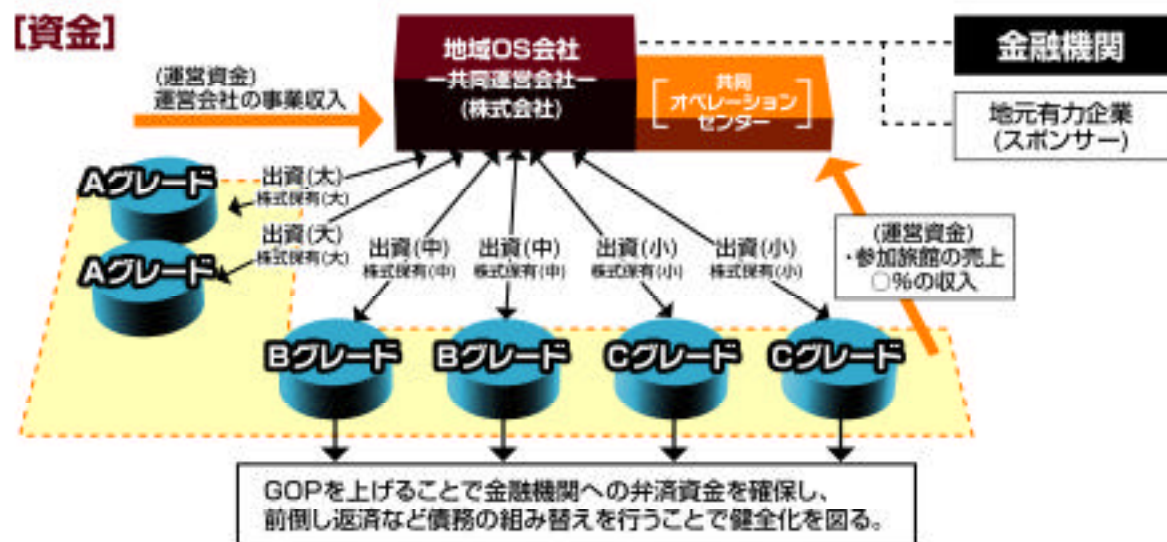 [資金]
(運営資金)
運営会社の事業収入
地域OS会社
ー共同運営会社ー
(株式会社)
共同
オペレーション
センター
金融機関
地元有力企業
(スポンサー)
Aグレード
出資(大)
株式保有(大)
Aグレード
出資(大)
株式保有(大)
出資(中)
株式保有(中)
出資(中)
株式保有(中)
出資(小)
株式保有(小)
出資(小)
株式保有(小)
(運営資金)
・参加旅館の売上
○%の収入
Bグレード
Bグレード
Cグレード
Cグレード
GOPを上げることで金融機関への弁済資金を確保し、
前倒し返済など債務の組み替えを行うことで健全化を図る。